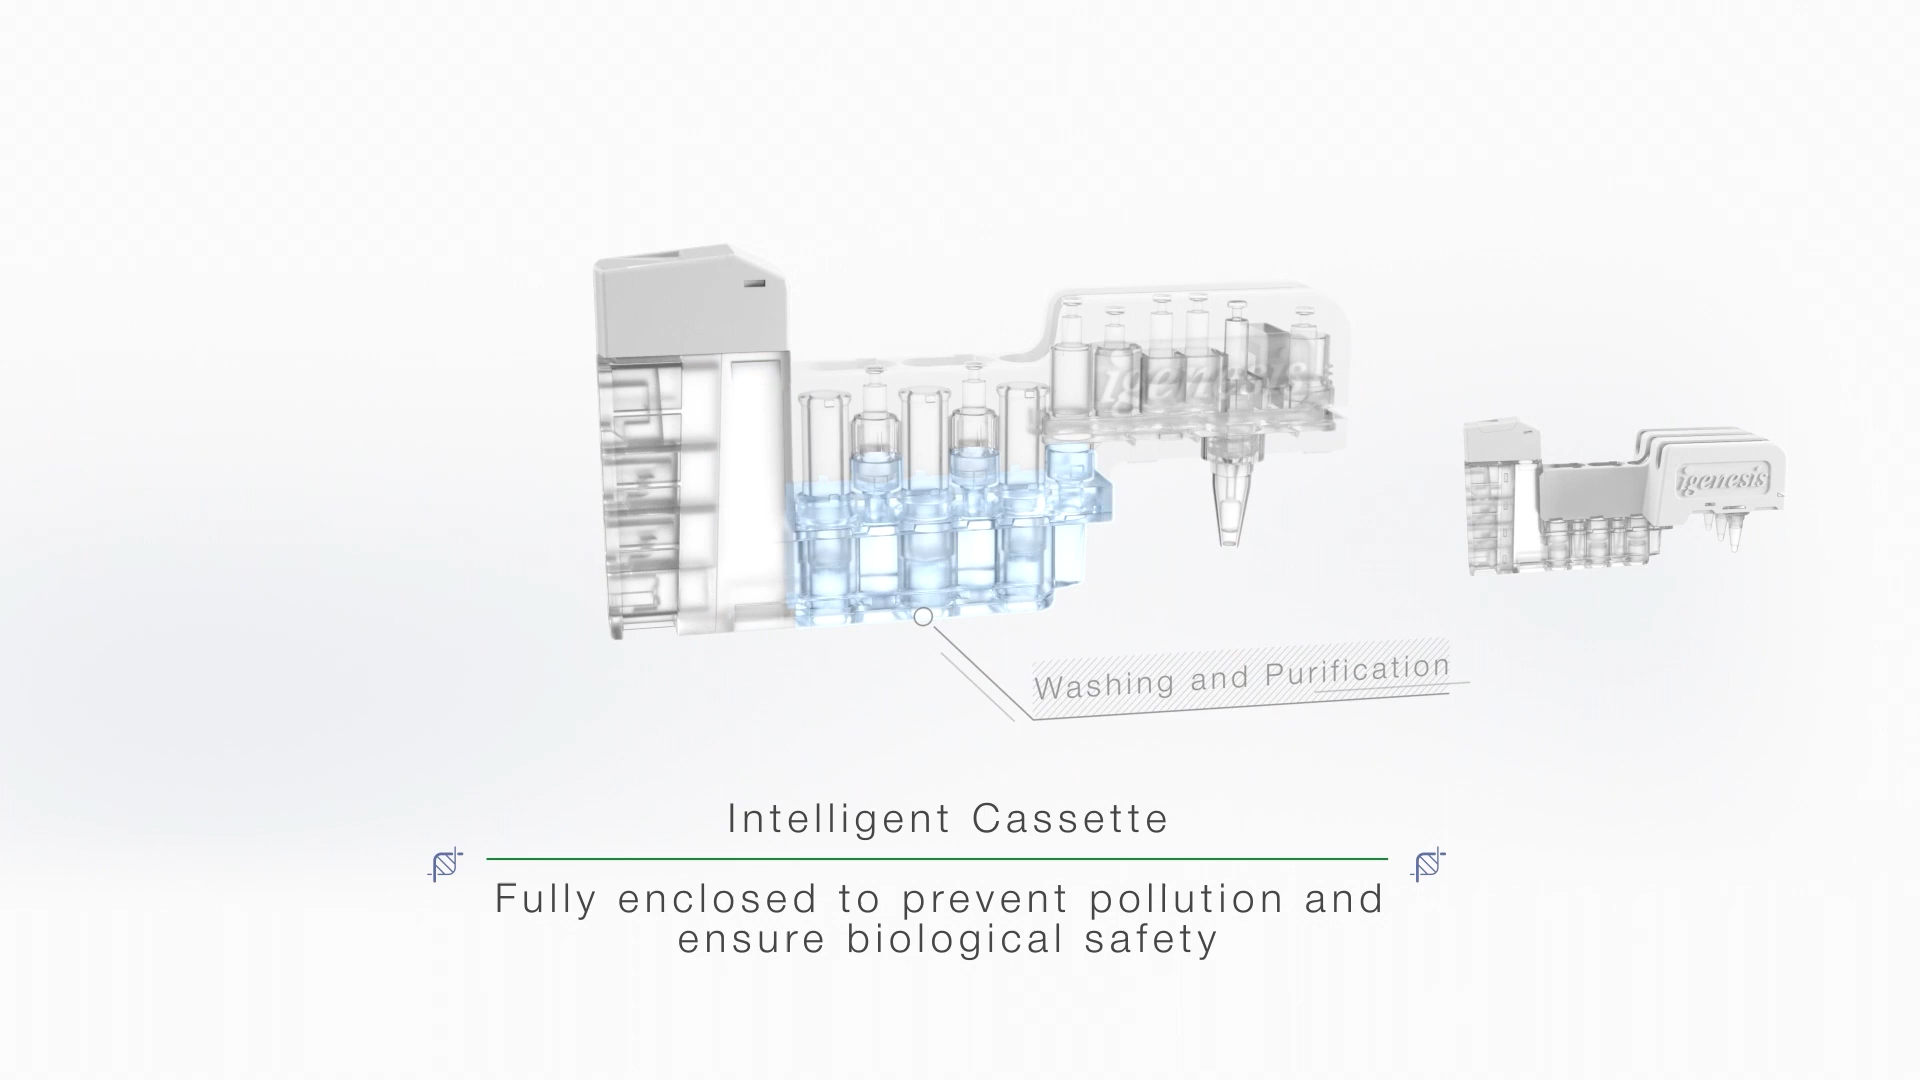 igenesis
igenesis
Washing and Purification
Intelligent Cassette
Fully enclosed to prevent pollution and
ensure biological safety